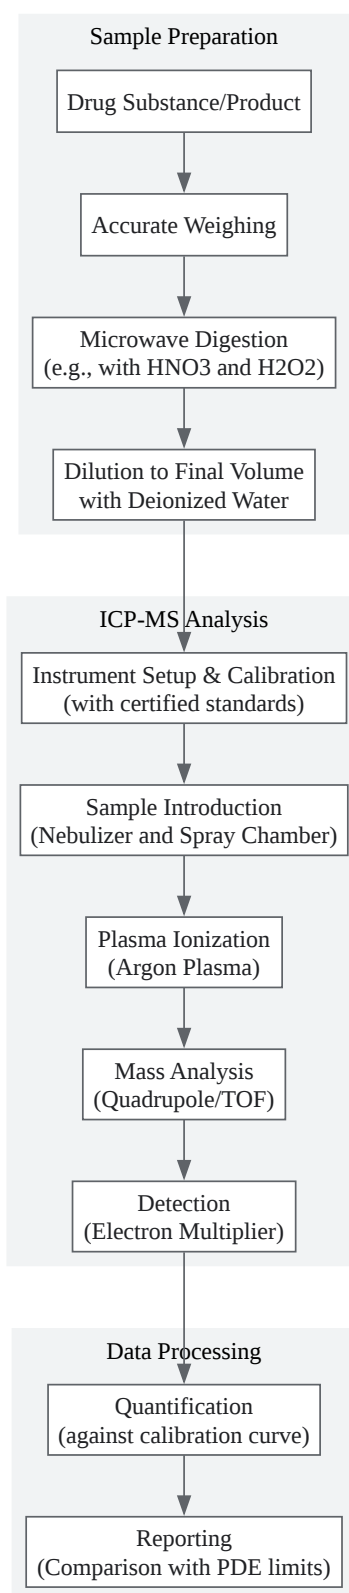 Sample Preparation
Drug Substance/Product
Accurate Weighing
Microwave Digestion
(e.g., with HNO3 and H2O2)
Dilution to Final Volume
with Deionized Water
ICP-MS Analysis
Instrument Setup & Calibration
(with certified standards)
Sample Introduction
(Nebulizer and Spray Chamber)
Plasma Ionization
(Argon Plasma)
Mass Analysis
(Quadrupole/TOF)
Detection
(Electron Multiplier)
Data Processing
Quantification
(against calibration curve)
Reporting
(Comparison with PDE limits)